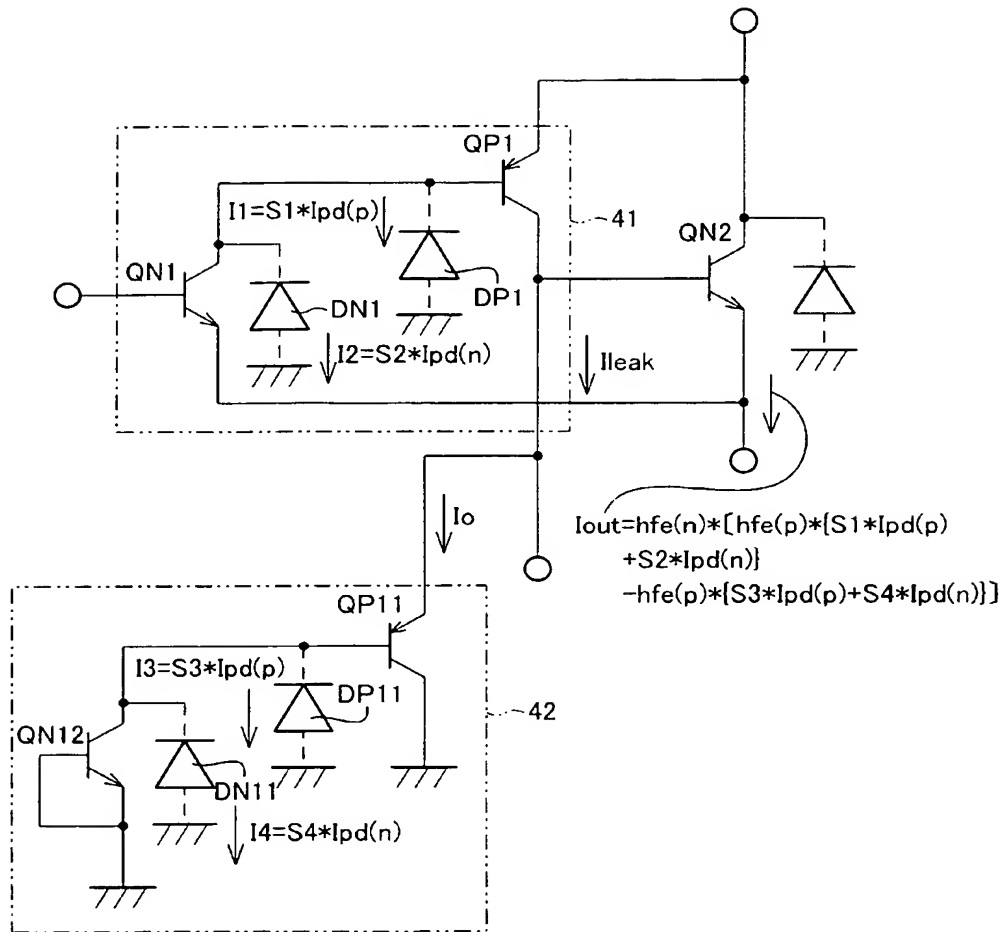 QP1
I1=S1*Ipd(p)
41
QN1
QN2
DN1
DP1
I2=S2*Ipd(n)
Ileak
Io
Iout=hfe(n)*[hfe(p)*{S1*Ipd(p)
+S2*Ipd(n)}
-hfe(p)*{S3*Ipd(p)+S4*Ipd(n)}]
QP11
I3=S3*Ipd(p)
DP11
42
QN12
DN11
I4=S4*Ipd(n)